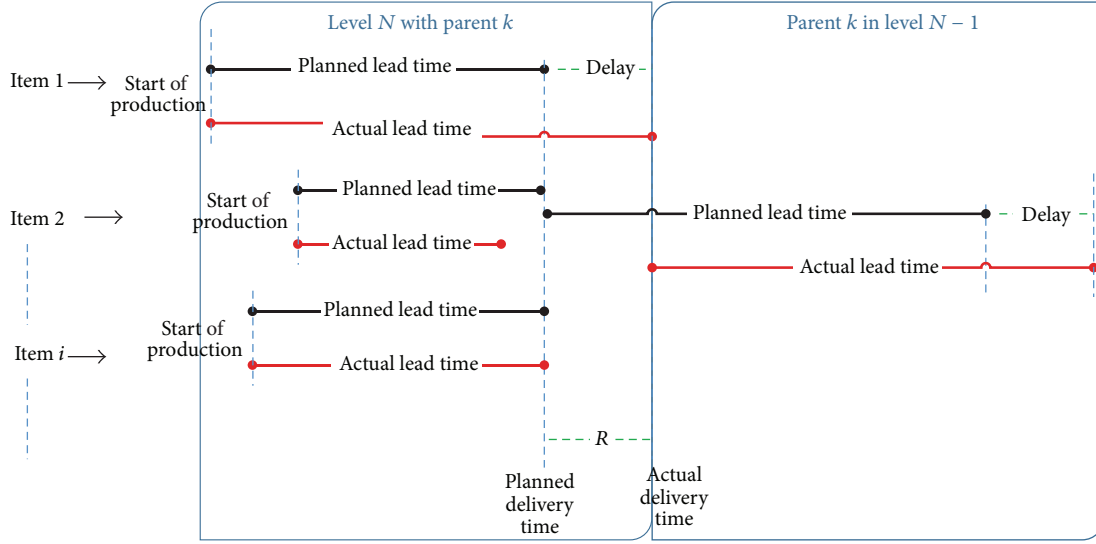 Level N with parent k
Parent k in level N − 1
Item 1
Start of
production
Planned lead time
Delay
Actual lead time
Item 2
Start of
production
Planned lead time
Actual lead time
Planned lead time
Delay
Actual lead time
Item i
Start of
production
Planned lead time
Actual lead time
R
Planned
delivery
time
Actual
delivery
time